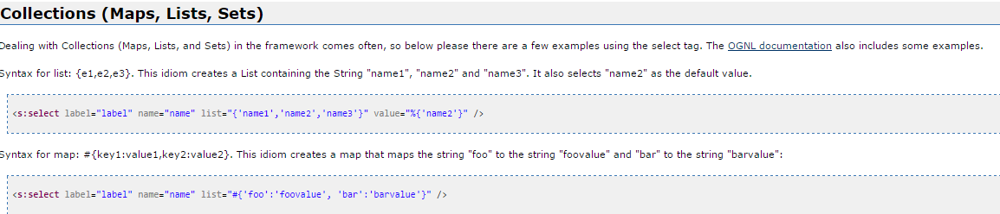 Collections (Maps, Lists, Sets)
Dealing with Collections (Maps, Lists, and Sets) in the framework comes often, so below please there are a few examples using the select tag. The OGNL documentation also includes some examples.
Syntax for list: {e1,e2,e3}. This idiom creates a List containing the String "name1", "name2" and "name3". It also selects "name2" as the default value.
<s:select label="label" name="name" list="{'name1','name2','name3'}" value="%{'name2'}" />
Syntax for map: #{key1:value1,key2:value2}. This idiom creates a map that maps the string "foo" to the string "foovalue" and "bar" to the string "barvalue":
<s:select label="label" name="name" list="#{'foo':'foovalue', 'bar':'barvalue'}" />